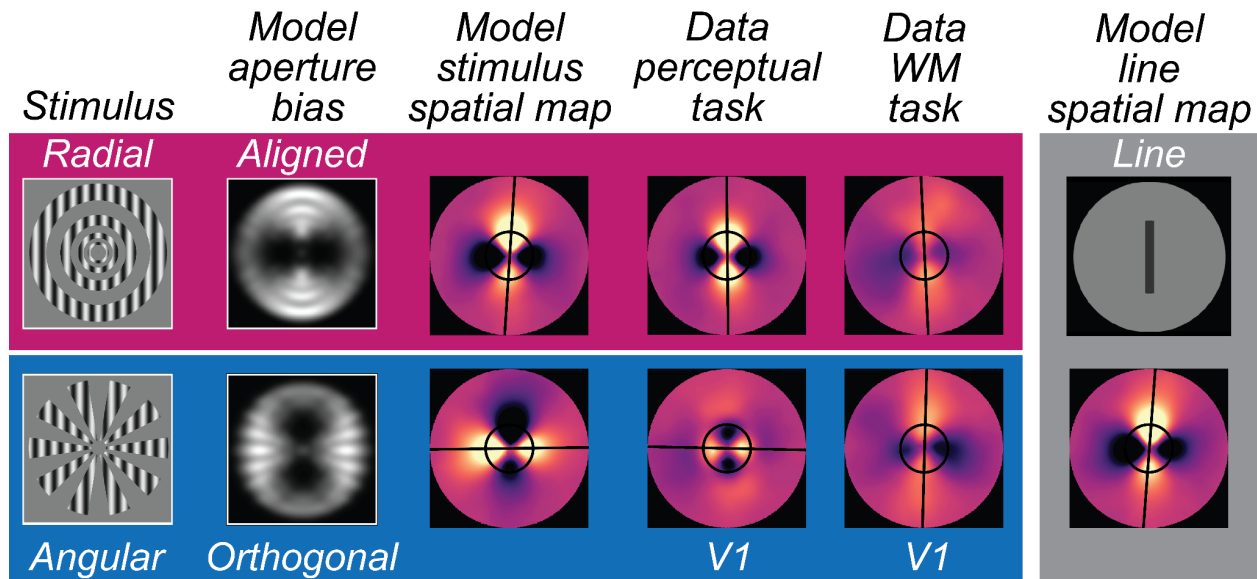 Stimulus
Model
aperture
bias
Model
stimulus
spatial map
Data
perceptual
task
Data
WM
task
Model
line
spatial map
Radial
Aligned
Line
Angular
Orthogonal
V1
V1